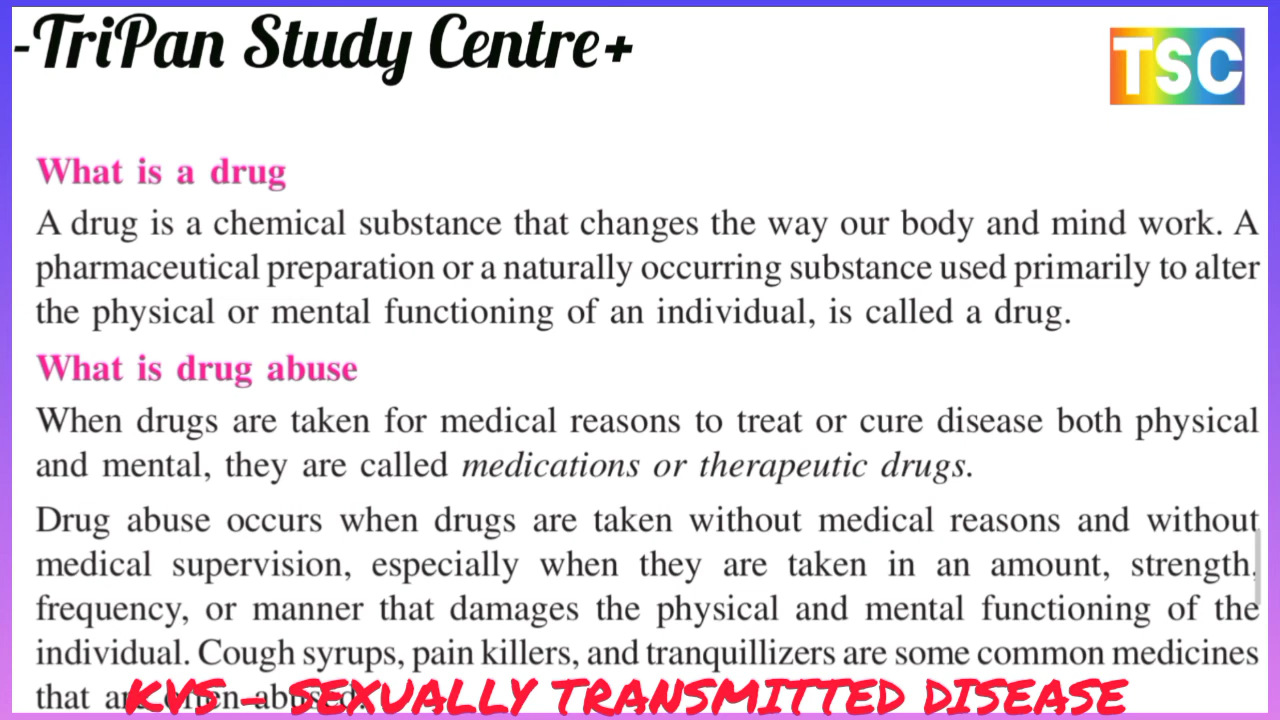 -TriPan Study Centre+
TSC
What is a drug
A drug is a chemical substance that changes the way our body and mind work. A
pharmaceutical preparation or a naturally occurring substance used primarily to alter
the physical or mental functioning of an individual, is called a drug.
What is drug abuse
When drugs are taken for medical reasons to treat or cure disease both physical
and mental, they are called medications or therapeutic drugs.
Drug abuse occurs when drugs are taken without medical reasons and without
medical supervision, especially when they are taken in an amount, strength,
frequency, or manner that damages the physical and mental functioning of the
individual. Cough syrups, pain killers, and tranquillizers are some common medicines
that are often abused.
KVS - SEXUALLY TRANSMITTED DISEASE